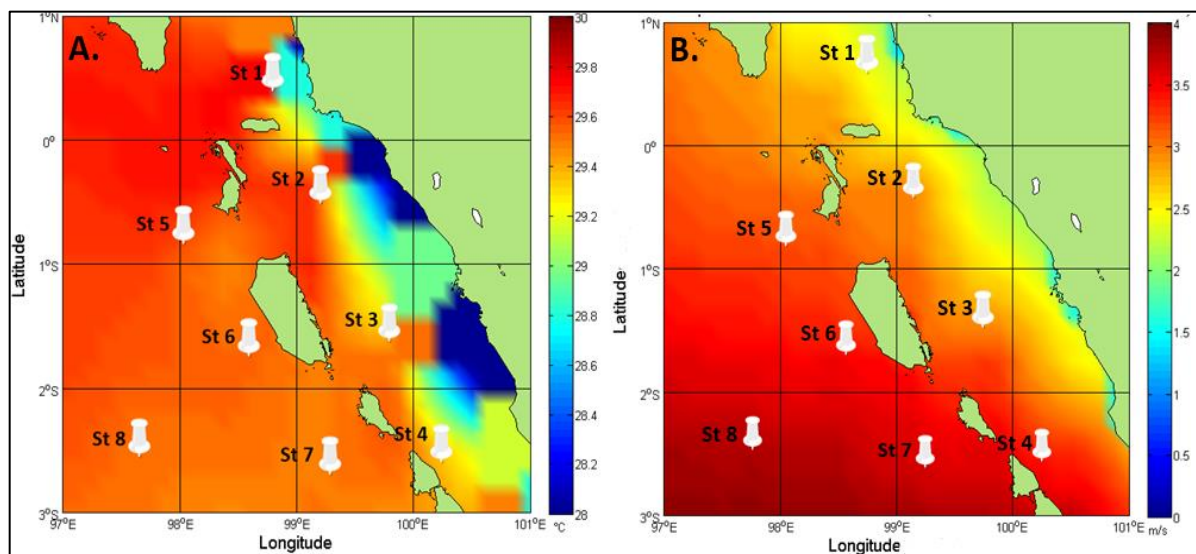 A.
St 1
St 2
St 3
St 4
St 5
St 6
St 7
St 8
1°N
0°
1°S
2°S
3°S
97°E
98°E
99°E
100°E
101°E
Latitude
Longitude
30
29.8
29.6
29.4
29.2
29
28.8
28.6
28.4
28.2
28
°C
B.
St 1
St 2
St 3
St 4
St 5
St 6
St 7
St 8
1°N
0°
1°S
2°S
3°S
97°E
98°E
99°E
100°E
101°E
Latitude
Longitude
4
3.5
3
2.5
2
1.5
1
0.5
0
m/s